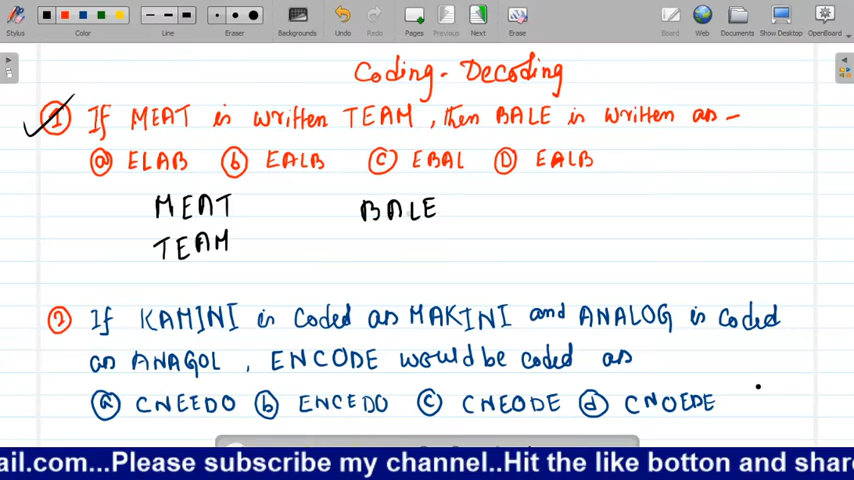 Stylus Color Line Eraser Backgrounds Undo Redo Pages Previous Next Erase Board Web Documents Show Desktop OpenBoard
Coding - Decoding
1 If MEAT is written TEAM, then BALE is written as -
a ELAB b EALB c EBAL D EALB
MEAT BALE
TEAM
2 If KAMINI is coded as MAKINI and ANALOG is coded
as ANAGOL, ENCODE would be coded as
a CNEEDO b ENCEDO c CNEODE d CNOEDE
ail.com...Please subscribe my channel..Hit the like botton and shar